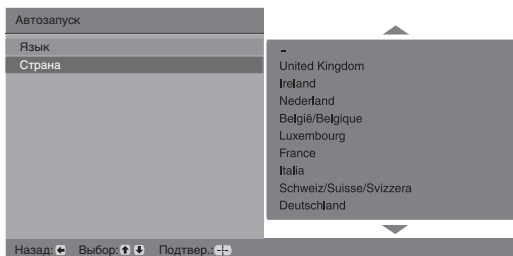 Автозапуск
Язык
Страна
-
United Kingdom
Ireland
Nederland
België/Belgique
Luxembourg
France
Italia
Schweiz/Suisse/Svizzera
Deutschland
Назад: Выбор: Подтвер.: